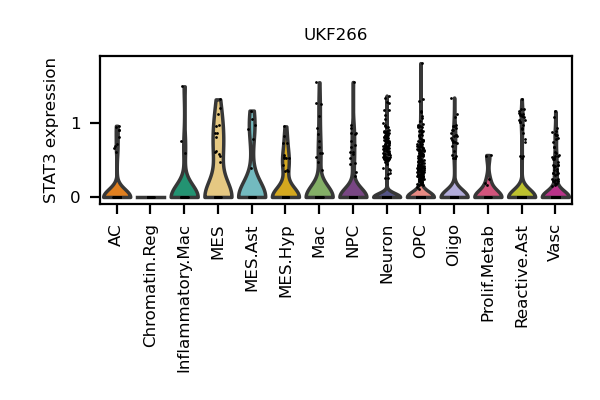 UKF266
STAT3 expression
1
0
AC
Chromatin.Reg
Inflammatory.Mac
MES
MES.Ast
MES.Hyp
Mac
NPC
Neuron
OPC
Oligo
Prolif.Metab
Reactive.Ast
Vasc